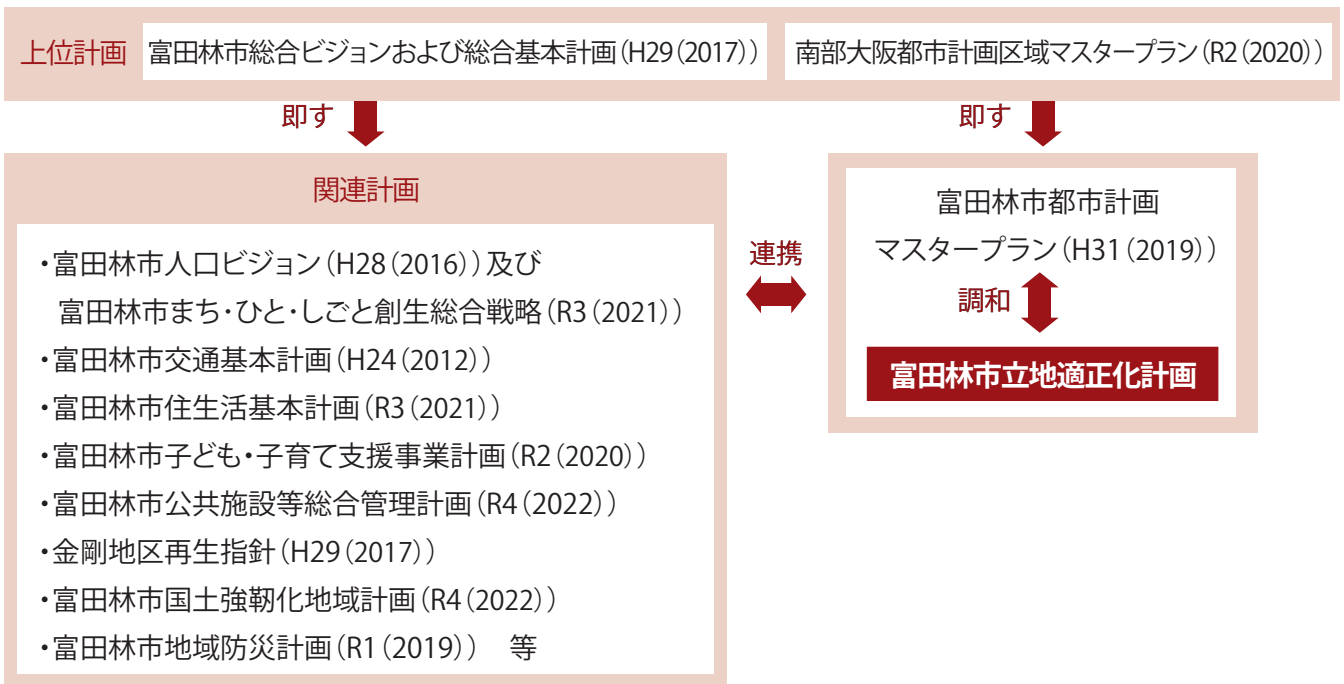 上位計画
富田林市総合ビジョンおよび総合基本計画(H29(2017))
南部大阪都市計画区域マスタープラン(R2(2020))
即す
即す
関連計画
・富田林市人口ビジョン(H28(2016))及び
富田林市まち・ひと・しごと創生総合戦略(R3(2021))
・富田林市交通基本計画(H24(2012))
・富田林市住生活基本計画(R3(2021))
・富田林市子ども・子育て支援事業計画(R2(2020))
・富田林市公共施設等総合管理計画(R4(2022))
・金剛地区再生指針(H29(2017))
・富田林市国土強靭化地域計画(R4(2022))
・富田林市地域防災計画(R1(2019)) 等
連携
富田林市都市計画
マスタープラン(H31(2019))
調和
富田林市立地適正化計画